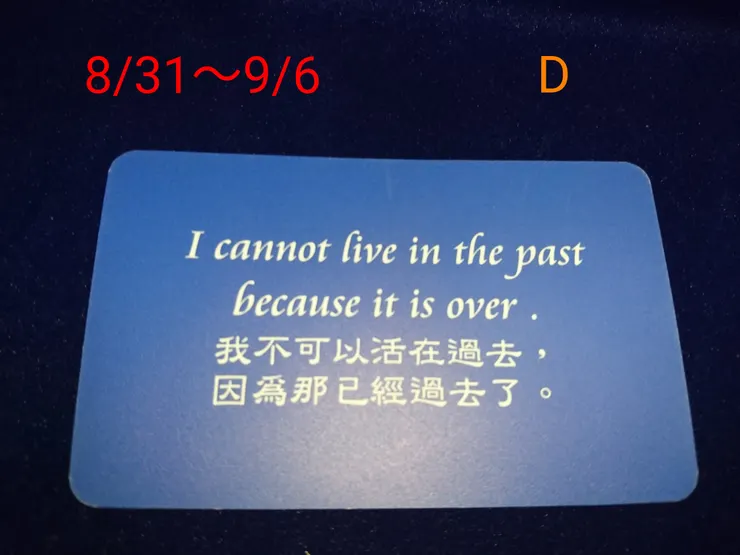 8/31～9/6 D
I cannot live in the past
because it is over .
我不可以活在過去，
因爲那已經過去了。